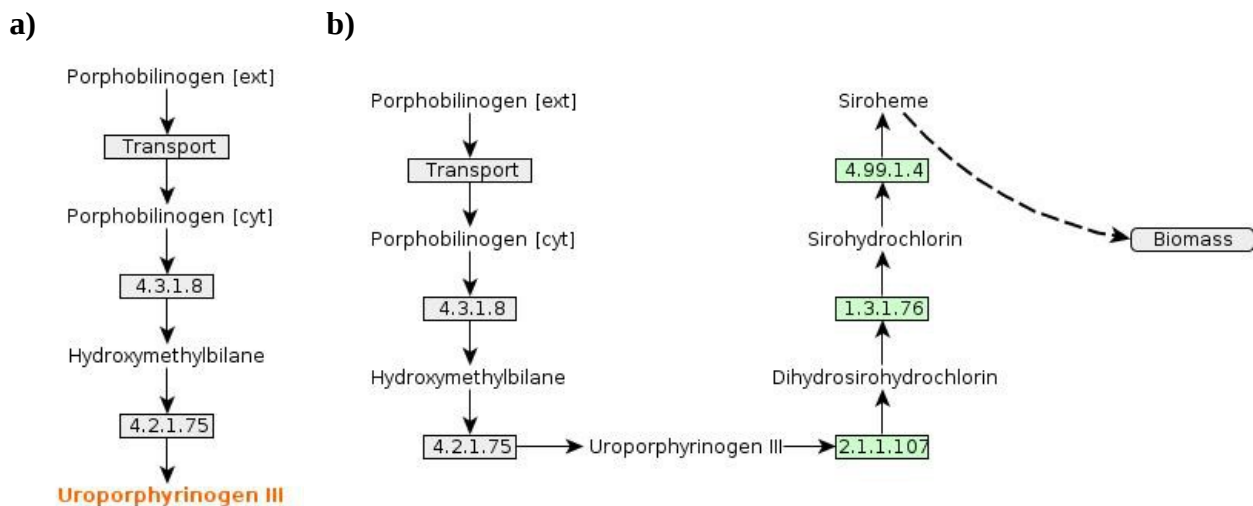 a)
Porphobilinogen [ext]
Transport
Porphobilinogen [cyt]
4.3.1.8
Hydroxymethylbilane
4.2.1.75
Uroporphyrinogen III
b)
Porphobilinogen [ext]
Transport
Porphobilinogen [cyt]
4.3.1.8
Hydroxymethylbilane
4.2.1.75
Uroporphyrinogen III
2.1.1.107
Dihydrosirohydrochlorin
1.3.1.76
Sirohydrochlorin
4.99.1.4
Siroheme
Biomass